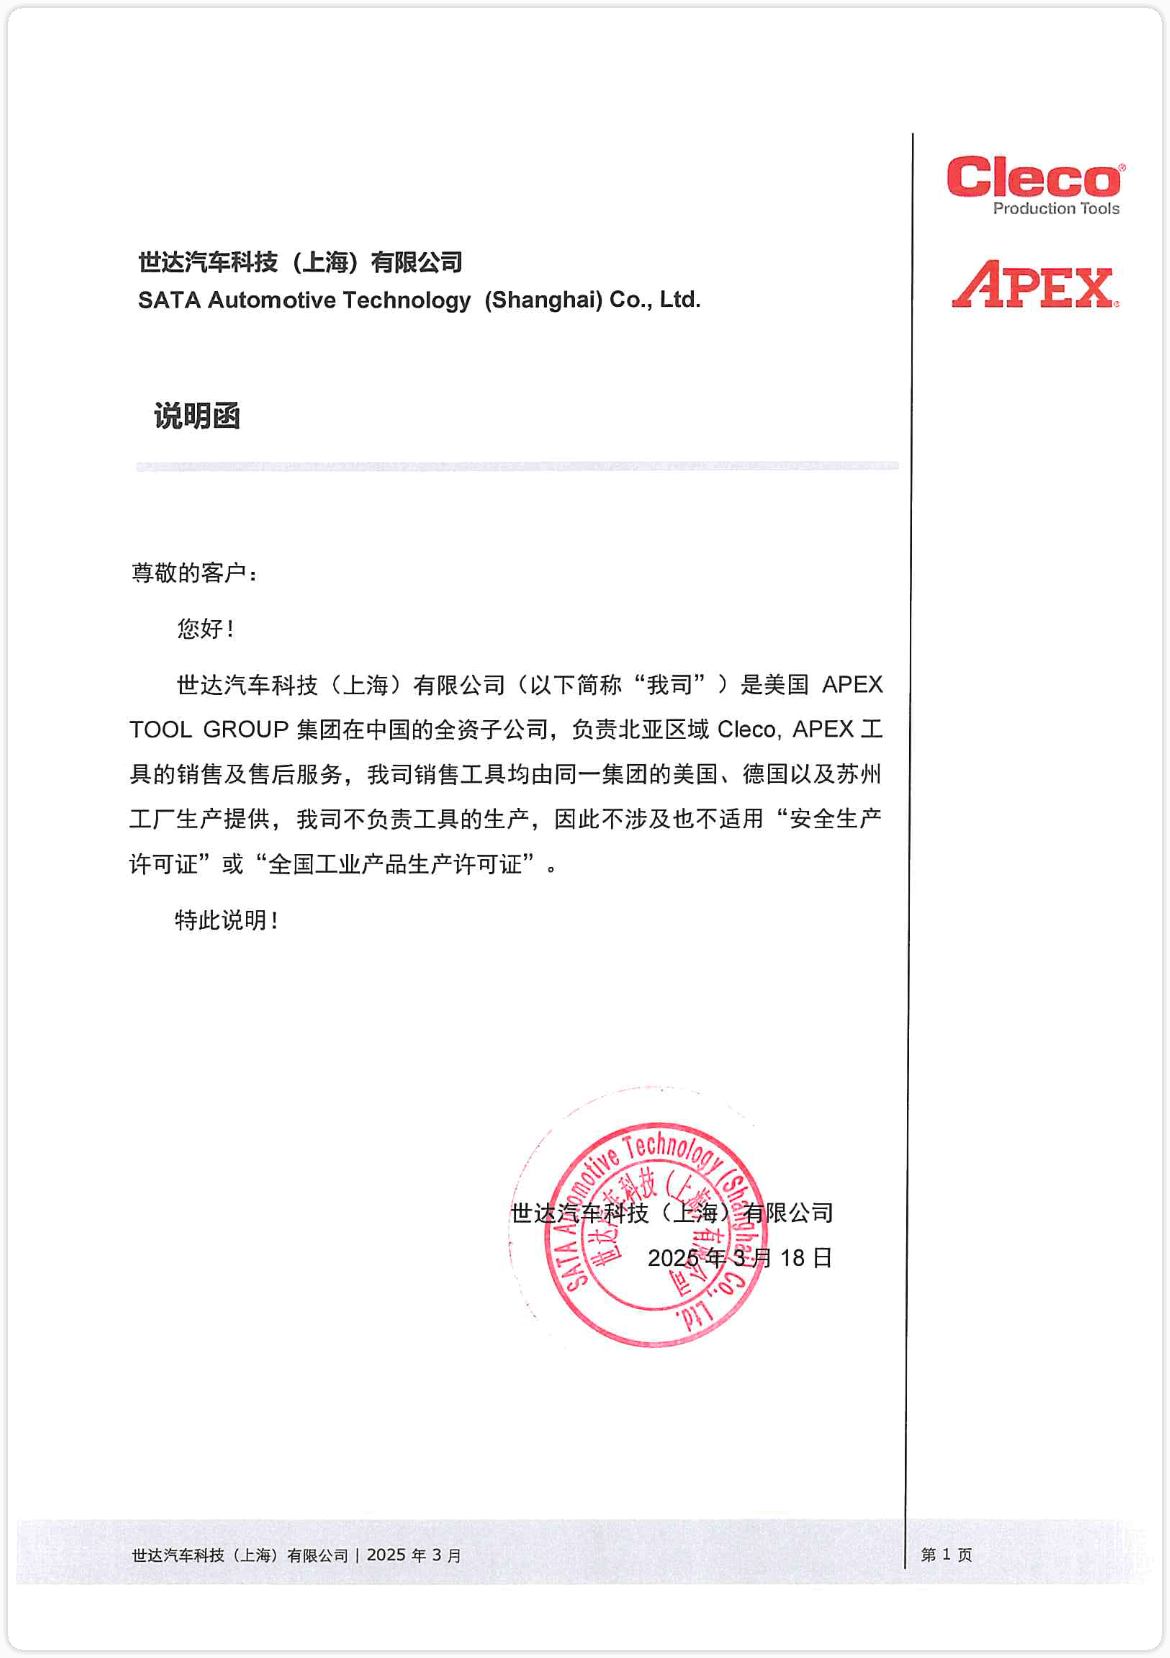 Cleco®
Production Tools
APEX®
世达汽车科技（上海）有限公司
SATA Automotive Technology (Shanghai) Co., Ltd.
说明函
尊敬的客户：
您好！
世达汽车科技（上海）有限公司（以下简称“我司”）是美国 APEX
TOOL GROUP 集团在中国的全资子公司，负责北亚区域 Cleco, APEX 工
具的销售及售后服务，我司销售工具均由同一集团的美国、德国以及苏州
工厂生产提供，我司不负责工具的生产，因此不涉及也不适用“安全生产
许可证”或“全国工业产品生产许可证”。
特此说明！
世达汽车科技（上海）有限公司
2025 年 3 月 18 日
SATA Automotive Technology (Shanghai) Co., Ltd.
世达汽车科技（上海）有限公司
世达汽车科技（上海）有限公司 | 2025 年 3 月
第 1 页